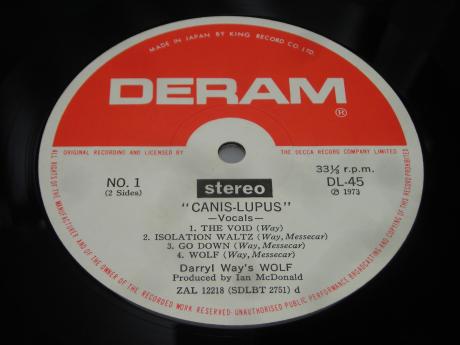 MADE IN JAPAN BY KING RECORD CO. LTD.
DERAM®
ORIGINAL RECORDING AND LICENSED BY THE DECCA RECORD COMPANY LIMITED
NO. 1 33⅓ r.p.m.
(2 Sides) stereo DL-45
℗ 1973
"CANIS-LUPUS"
—Vocals—
1. THE VOID (Way)
2. ISOLATION WALTZ (Way, Messecar)
3. GO DOWN (Way, Messecar)
4. WOLF (Way, Messecar)
Darryl Way's WOLF
Produced by Ian McDonald
ZAL 12218 (SDLBT 2751) d
ALL RIGHTS OF THE MANUFACTURER AND OF THE OWNER OF THE RECORDED WORK RESERVED—UNAUTHORISED PUBLIC PERFORMANCE BROADCASTING AND COPYING OF THIS RECORD PROHIBITED